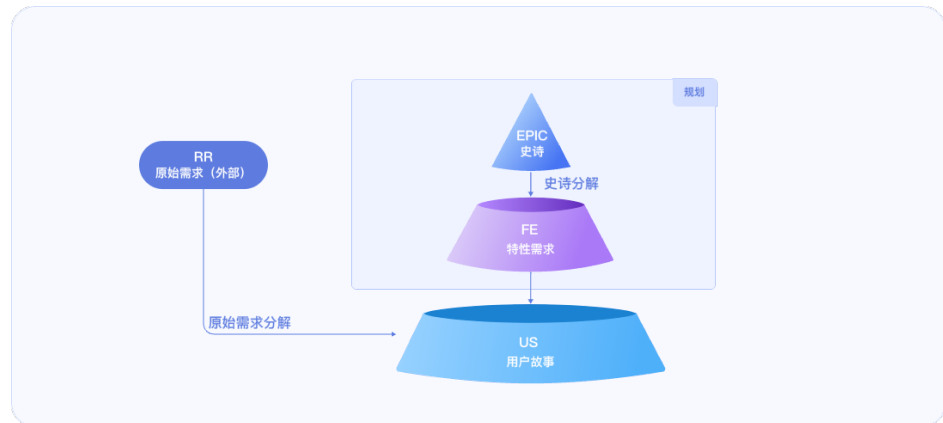 规划
EPIC
史诗
RR
原始需求（外部）
史诗分解
FE
特性需求
原始需求分解
US
用户故事